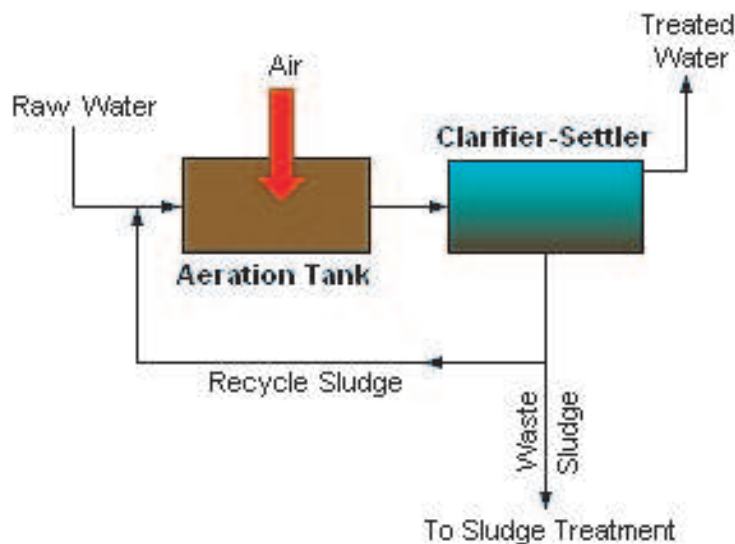 Treated
Water
Air
Raw Water
Clarifier-Settler
Aeration Tank
Recycle Sludge
Waste
Sludge
To Sludge Treatment